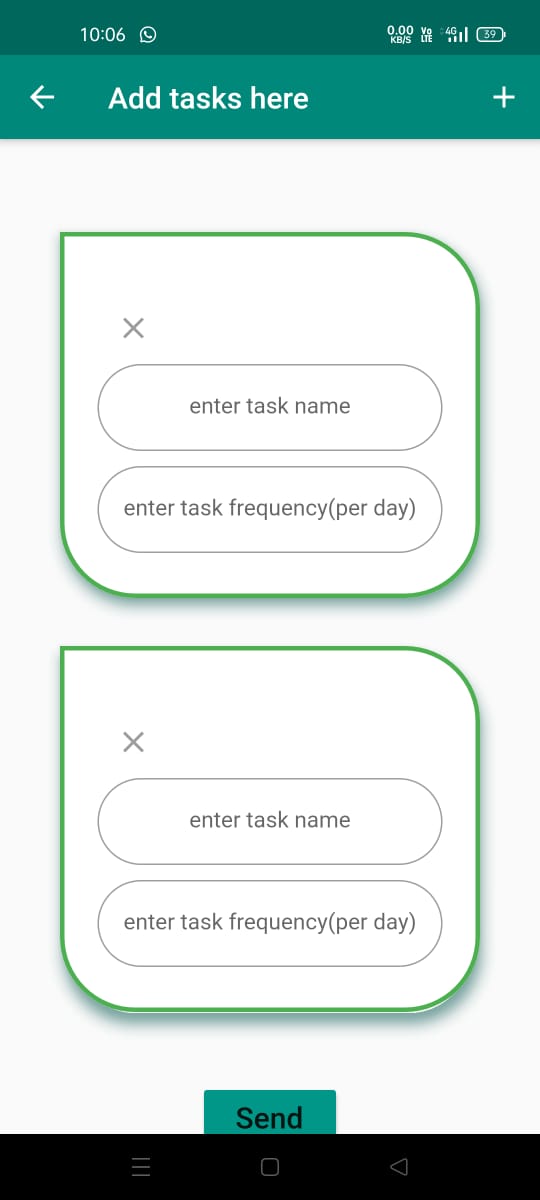 10:06 0.00 KB/S Vo LTE 4G 39
Add tasks here
enter task name
enter task frequency(per day)
enter task name
enter task frequency(per day)
Send